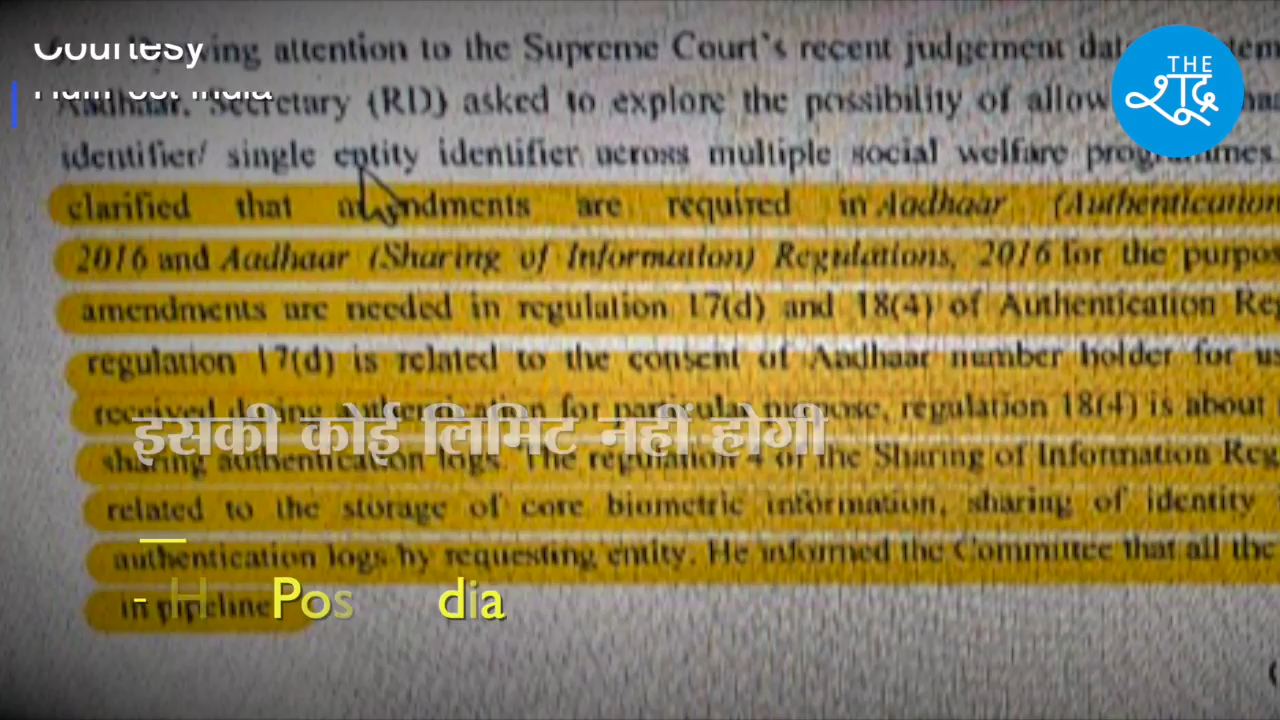 Courtesy
ing attention to the Supreme Court's recent judgement
THE
शूद्र
Aadhaar, Secretary (RD) asked to explore the possibility of
identifier/ single entity identifier across multiple social welfare programmes.
clarified that amendments are required in Aadhaar (Authentication
2016 and Aadhaar (Sharing of Information) Regulations, 2016 for the
amendments are needed in regulation 17(d) and 18(4) of Authentication
regulation 17(d) is related to the consent of Aadhaar number holder for
received during authentication for particular purpose, regulation 18(4) is about
इसकी कोई लिमिट नहीं होगी
sharing authentication logs. The regulation 4 of the Sharing of Information
related to the storage of core biometric information, sharing of identity
authentication logs by requesting entity. He informed the Committee that all the
in pipeline
- H Pos dia